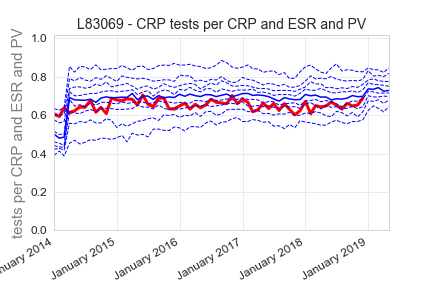 L83069 - CRP tests per CRP and ESR and PV
tests per CRP and ESR and PV
1.0
0.8
0.6
0.4
0.2
0.0
nuary 2014
January 2015
January 2016
January 2017
January 2018
January 2019